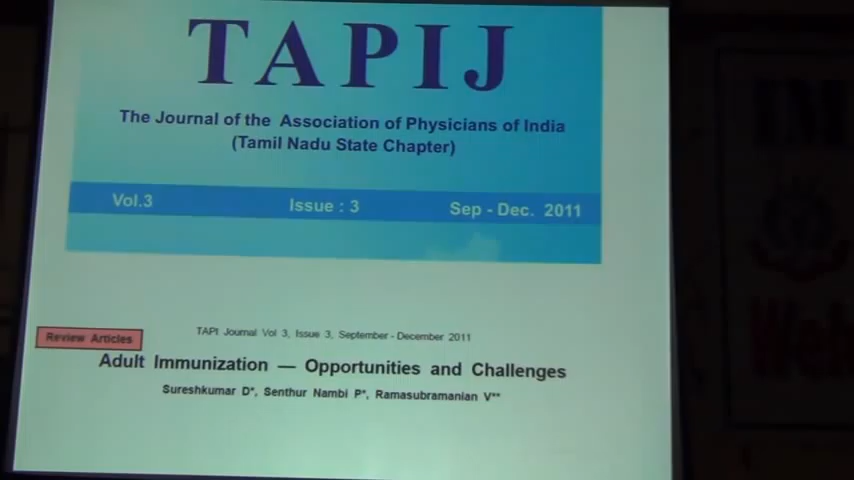 TAPIJ
The Journal of the Association of Physicians of India
(Tamil Nadu State Chapter)
Vol.3 Issue : 3 Sep - Dec. 2011
TAPI Journal Vol 3, Issue 3, September - December 2011
Review Articles
Adult Immunization — Opportunities and Challenges
Sureshkumar D*, Senthur Nambi P*, Ramasubramanian V**
IM
Wel